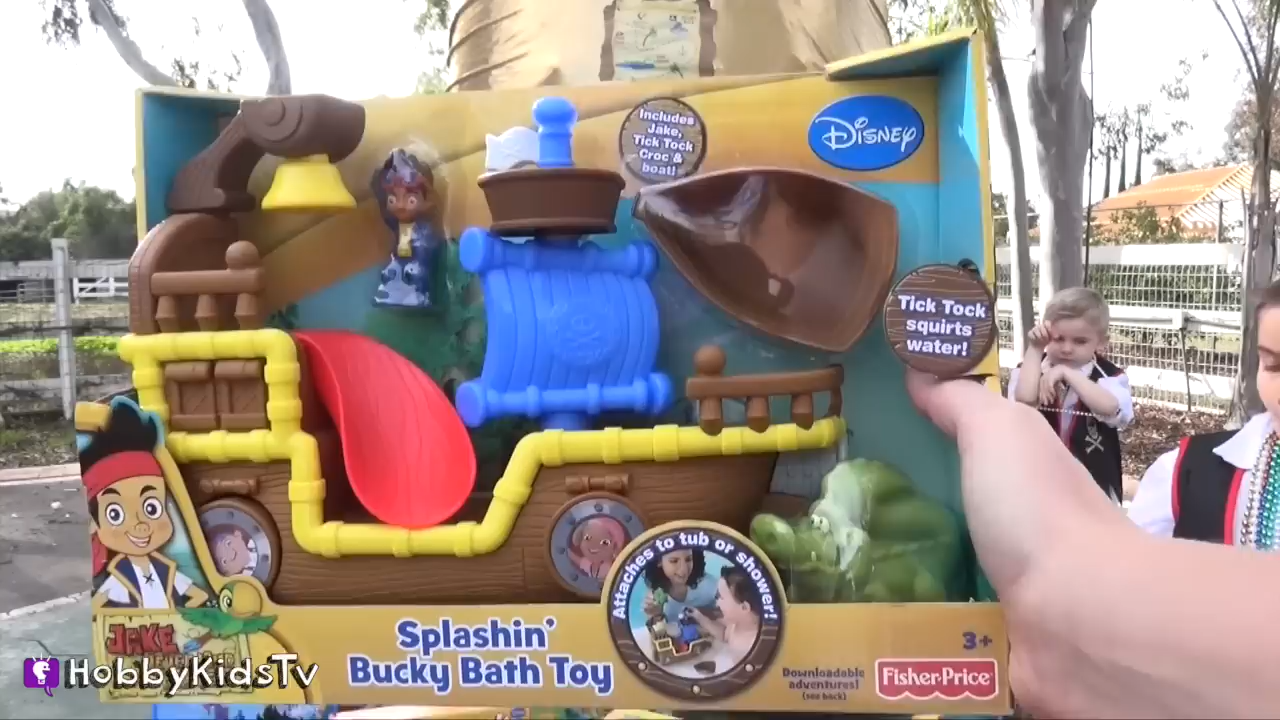 Includes
Jake,
Tick Tock
Croc &
boat!
Disney
Tick Tock
squirts
water!
Attaches to tub or shower!
Splashin'
Bucky Bath Toy
JAKE
Downloadable
adventures!
(see back)
3+
Fisher-Price
HobbyKidsTv